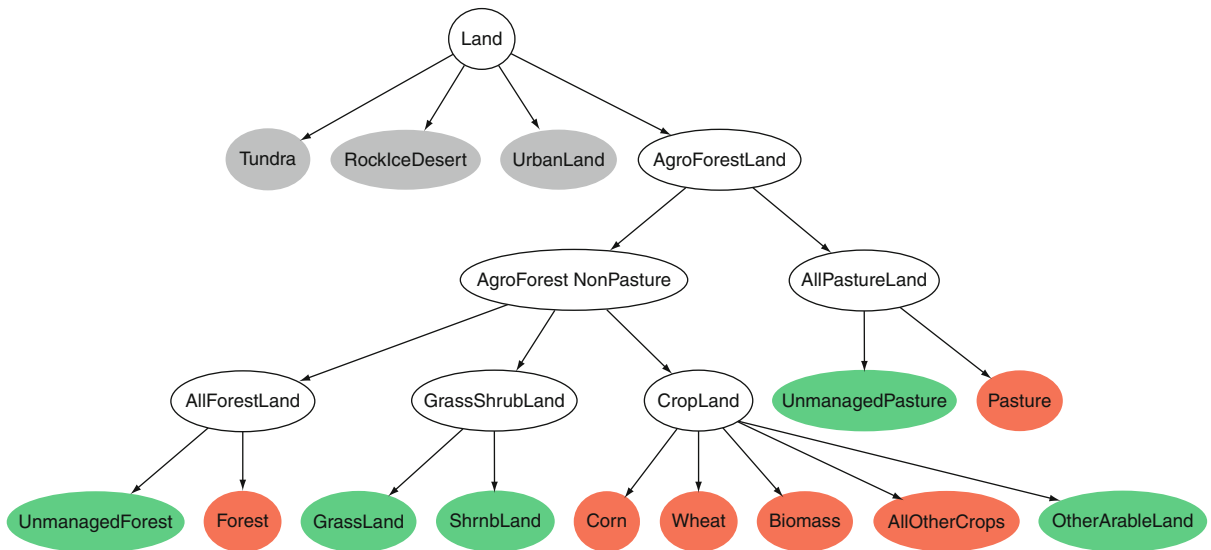 Land
Tundra
RockIceDesert
UrbanLand
AgroForestLand
AgroForest NonPasture
AllPastureLand
AllForestLand
GrassShrubLand
CropLand
UnmanagedPasture
Pasture
UnmanagedForest
Forest
GrassLand
ShrnbLand
Corn
Wheat
Biomass
AllOtherCrops
OtherArableLand